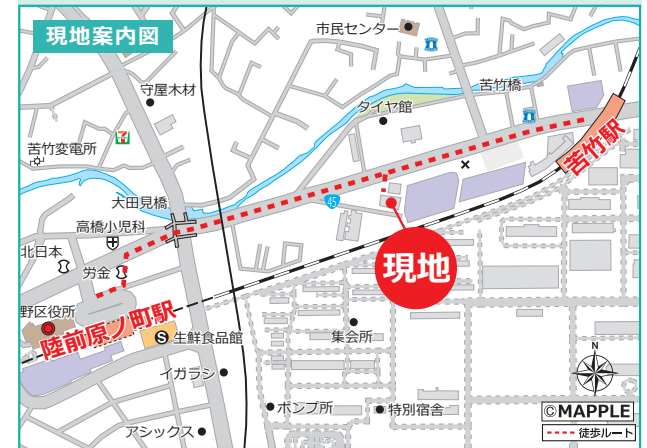 現地案内図
市民センター
守屋木材
タイヤ館
苦竹橋
苦竹変電所
苦竹駅
大田見橋
45
高橋小児科
北日本
労金
現地
野区役所
陸前原ノ町駅
S
生鮮食品館
集会所
イガラシ
ポンプ所
特別宿舎
アシックス
N
©MAPPLE
徒歩ルート